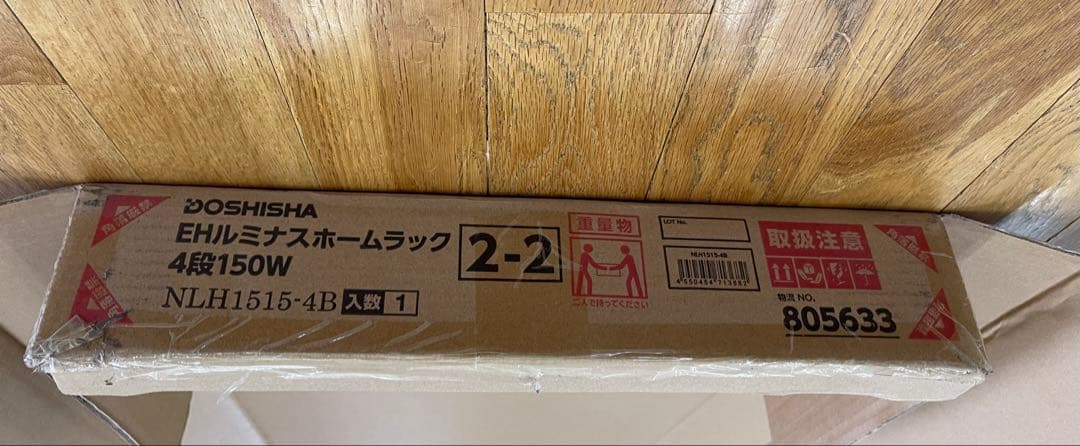 DOSHISHA
EHルミナスホームラック
4段150W
NLH1515-4B 入数 1
2-2
重量物
二人で持ってください
LOT No.
NLH1515-4B
取扱注意
物流 NO.
805633